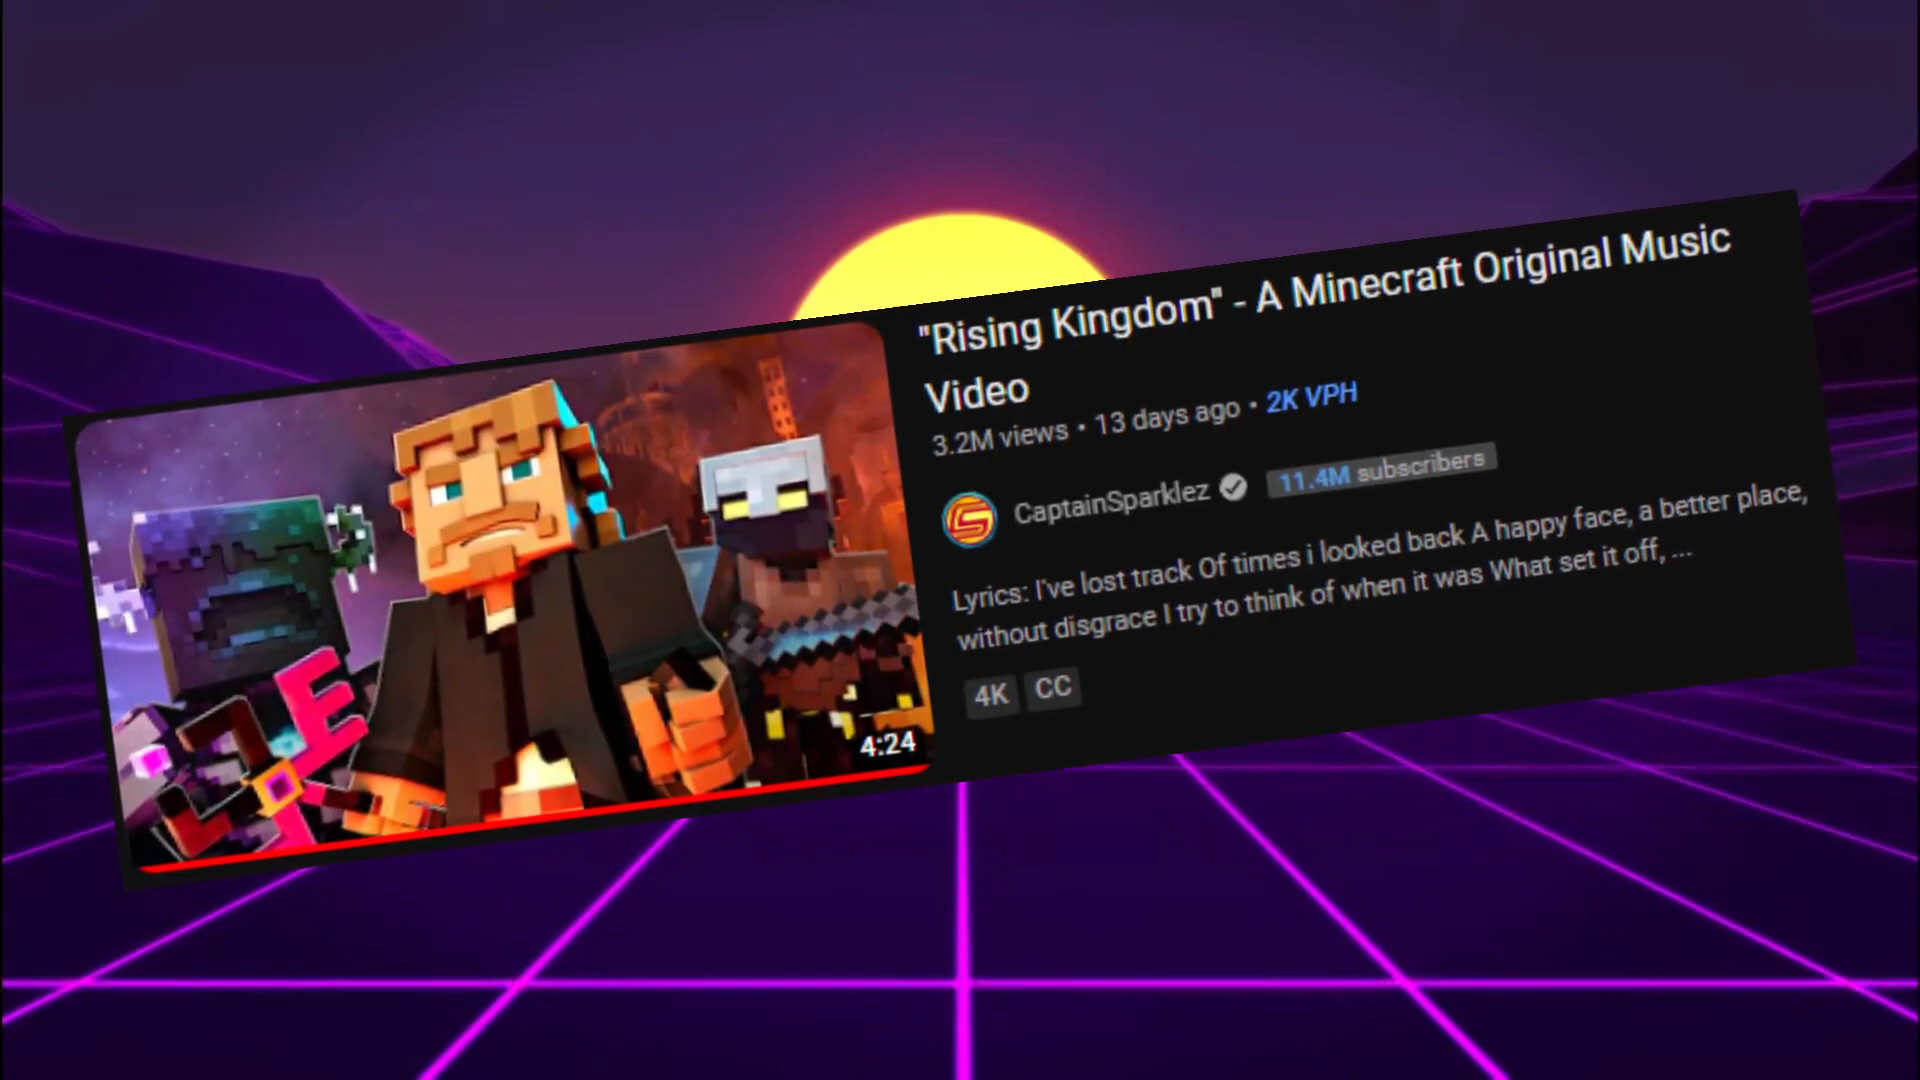 "Rising Kingdom" - A Minecraft Original Music
Video
3.2M views • 13 days ago • 2K VPH
CaptainSparklez 11.4M subscribers
Lyrics: I've lost track Of times i looked back A happy face, a better place,
without disgrace I try to think of when it was What set it off, ...
4K CC
4:24